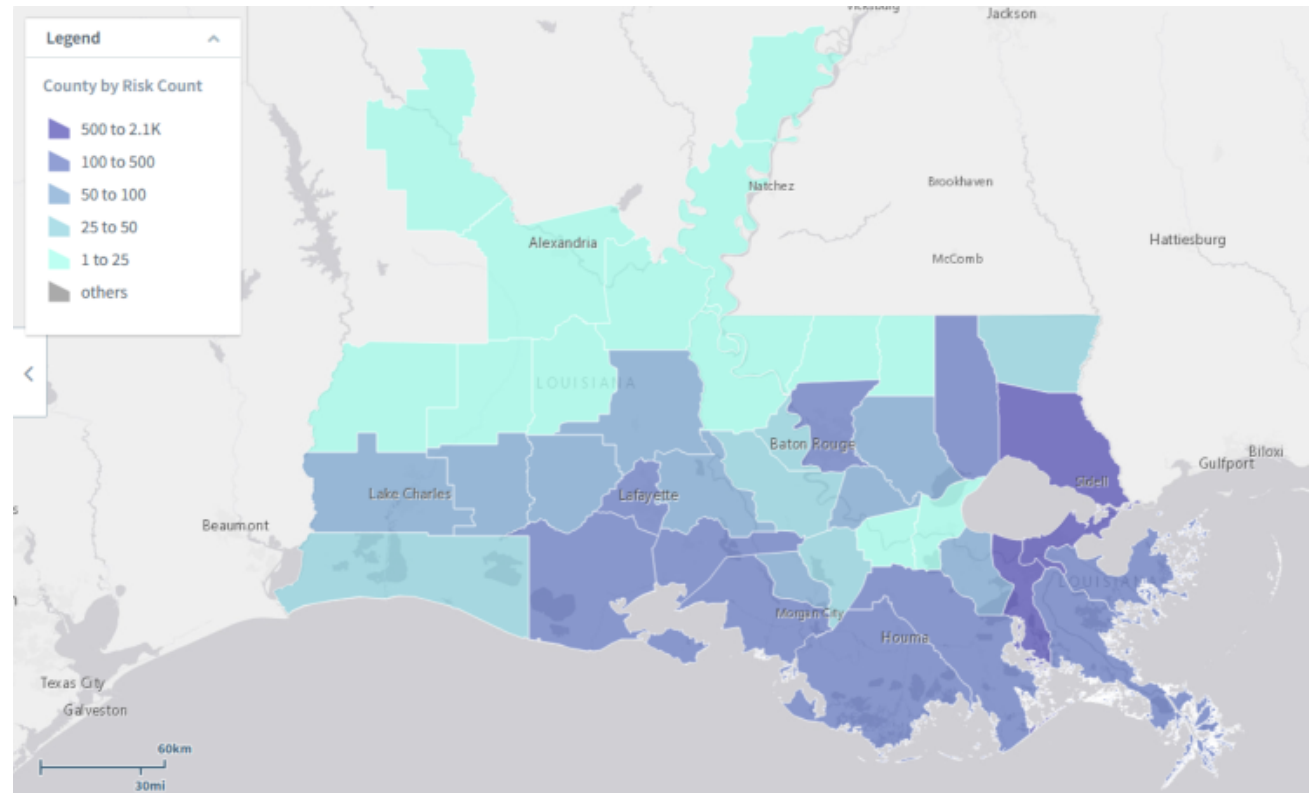 Legend
County by Risk Count
500 to 2.1K
100 to 500
50 to 100
25 to 50
1 to 25
others
Jackson
Natchez
Brookhaven
Alexandria
Hattiesburg
McComb
LOUISIANA
Baton Rouge
Biloxi
Gulfport
Slidell
Lake Charles
Lafayette
Beaumont
LOUISIANA
Morgan City
Houma
Texas City
Galveston
60km
30mi